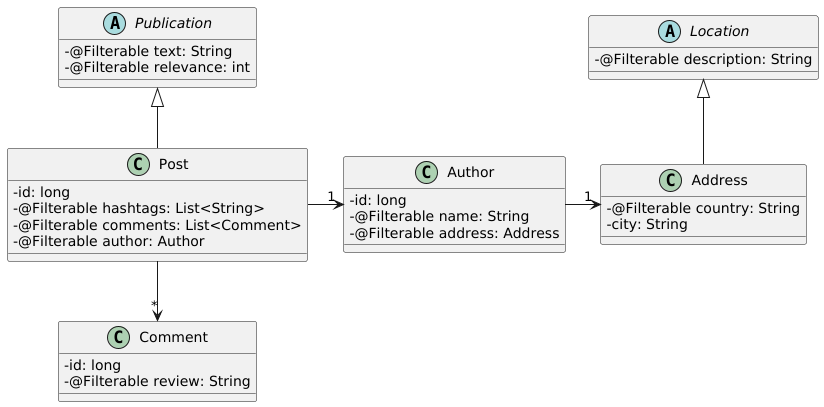 A Publication
-@Filterable text: String
-@Filterable relevance: int
A Location
-@Filterable description: String
C Post
-id: long
-@Filterable hashtags: List<String>
-@Filterable comments: List<Comment>
-@Filterable author: Author
1
C Author
-id: long
-@Filterable name: String
-@Filterable address: Address
1
C Address
-@Filterable country: String
-city: String
*
C Comment
-id: long
-@Filterable review: String